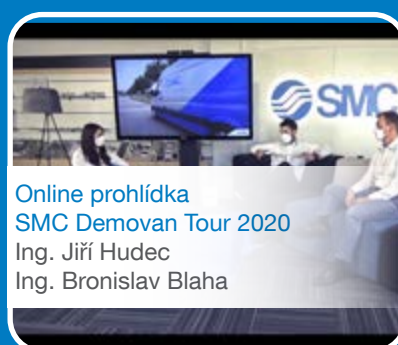 SMC
Online prohlídka
SMC Demovan Tour 2020
Ing. Jiří Hudec
Ing. Bronislav Blaha